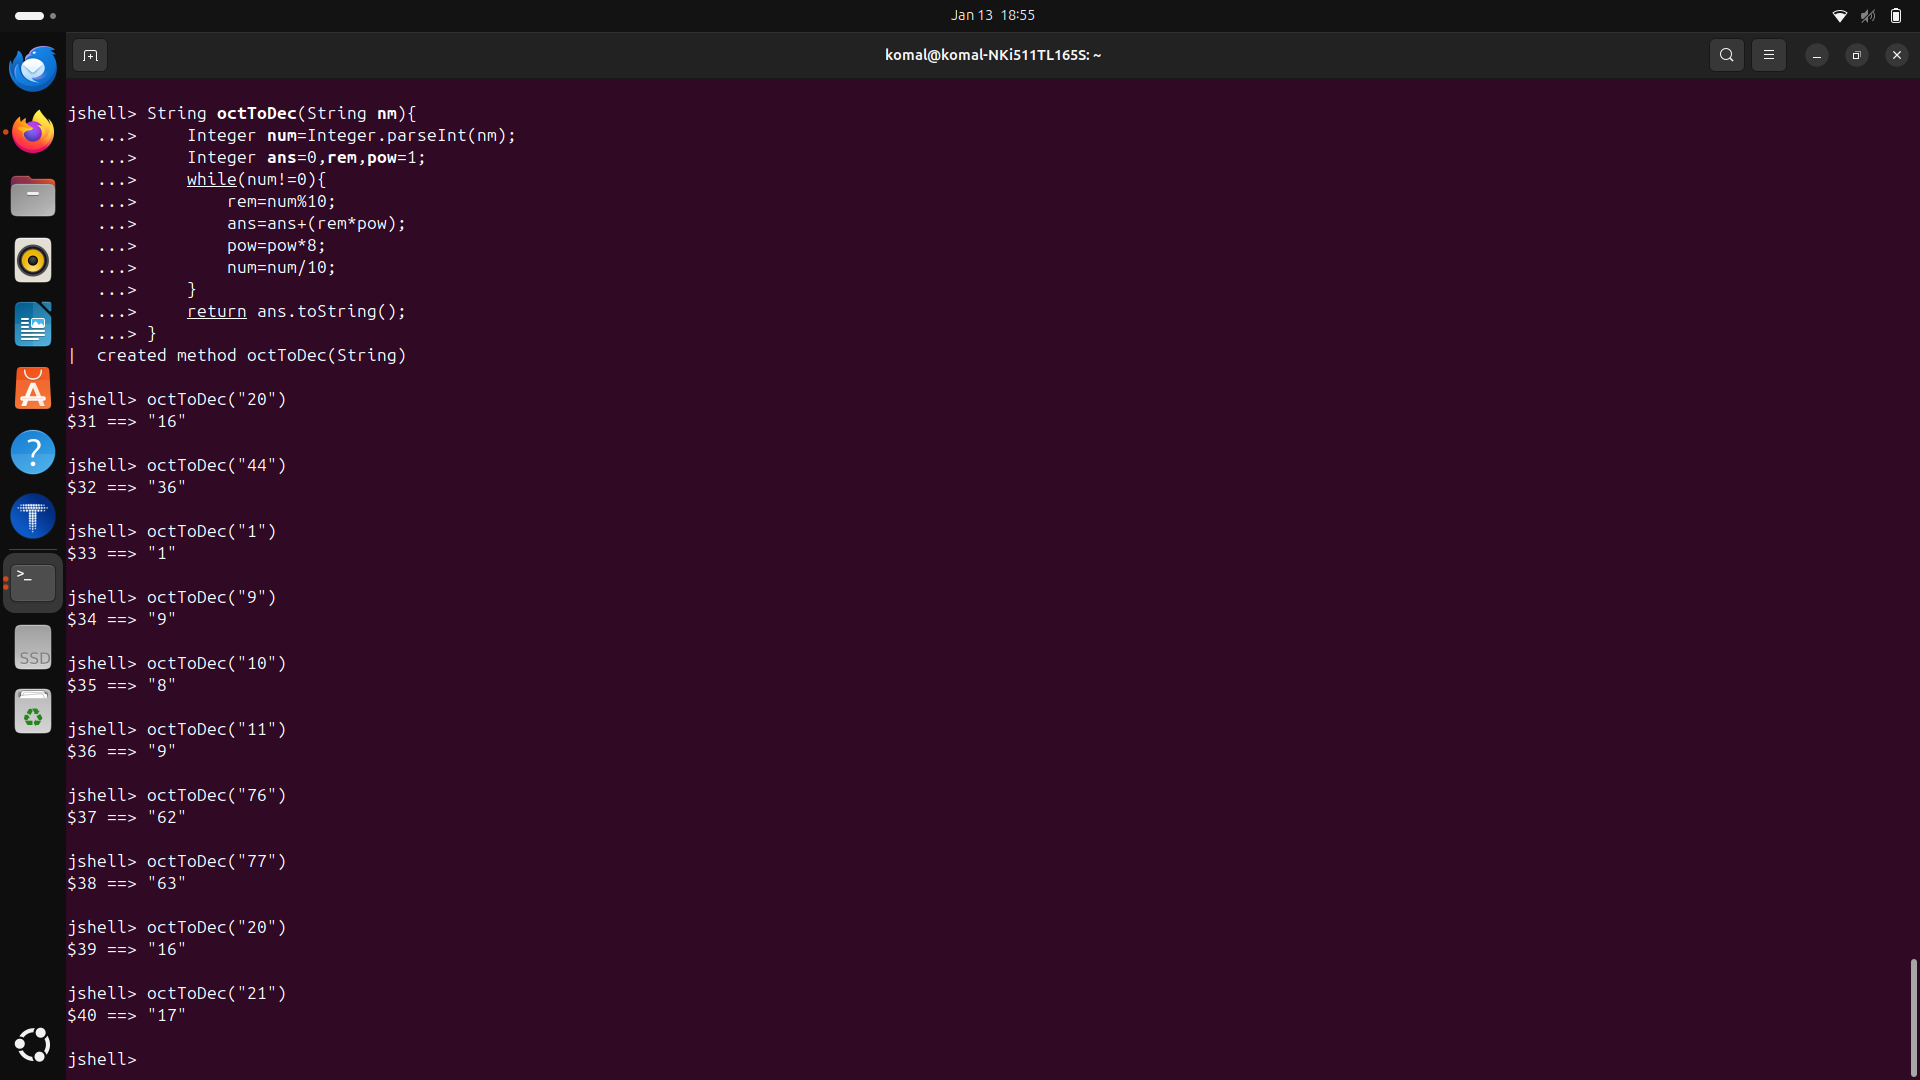 Jan 13 18:55
komal@komal-NKi511TL165S: ~
jshell> String octToDec(String nm){
   ...>     Integer num=Integer.parseInt(nm);
   ...>     Integer ans=0,rem,pow=1;
   ...>     while(num!=0){
   ...>         rem=num%10;
   ...>         ans=ans+(rem*pow);
   ...>         pow=pow*8;
   ...>         num=num/10;
   ...>     }
   ...>     return ans.toString();
   ...> }
|  created method octToDec(String)
jshell> octToDec("20")
$31 ==> "16"
jshell> octToDec("44")
$32 ==> "36"
jshell> octToDec("1")
$33 ==> "1"
jshell> octToDec("9")
$34 ==> "9"
jshell> octToDec("10")
$35 ==> "8"
jshell> octToDec("11")
$36 ==> "9"
jshell> octToDec("76")
$37 ==> "62"
jshell> octToDec("77")
$38 ==> "63"
jshell> octToDec("20")
$39 ==> "16"
jshell> octToDec("21")
$40 ==> "17"
jshell>
SSD